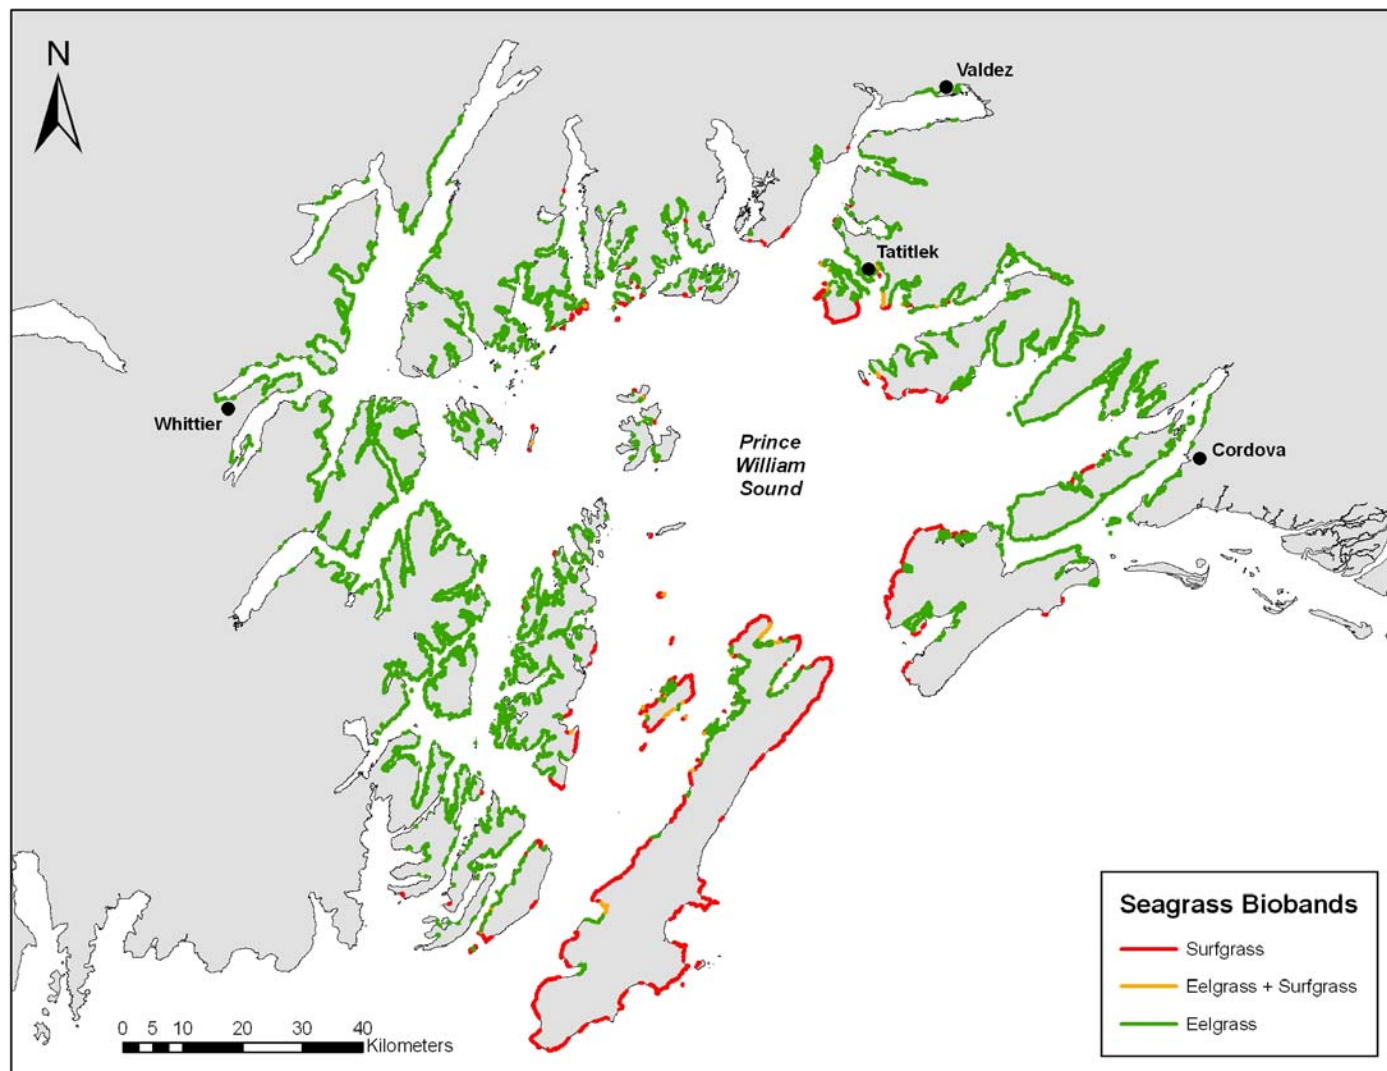 N
Valdez
Tatitlek
Whittier
Prince
William
Sound
Cordova
Seagrass Biobands
Surfgrass
Eelgrass + Surfgrass
Eelgrass
0 5 10 20 30 40
Kilometers